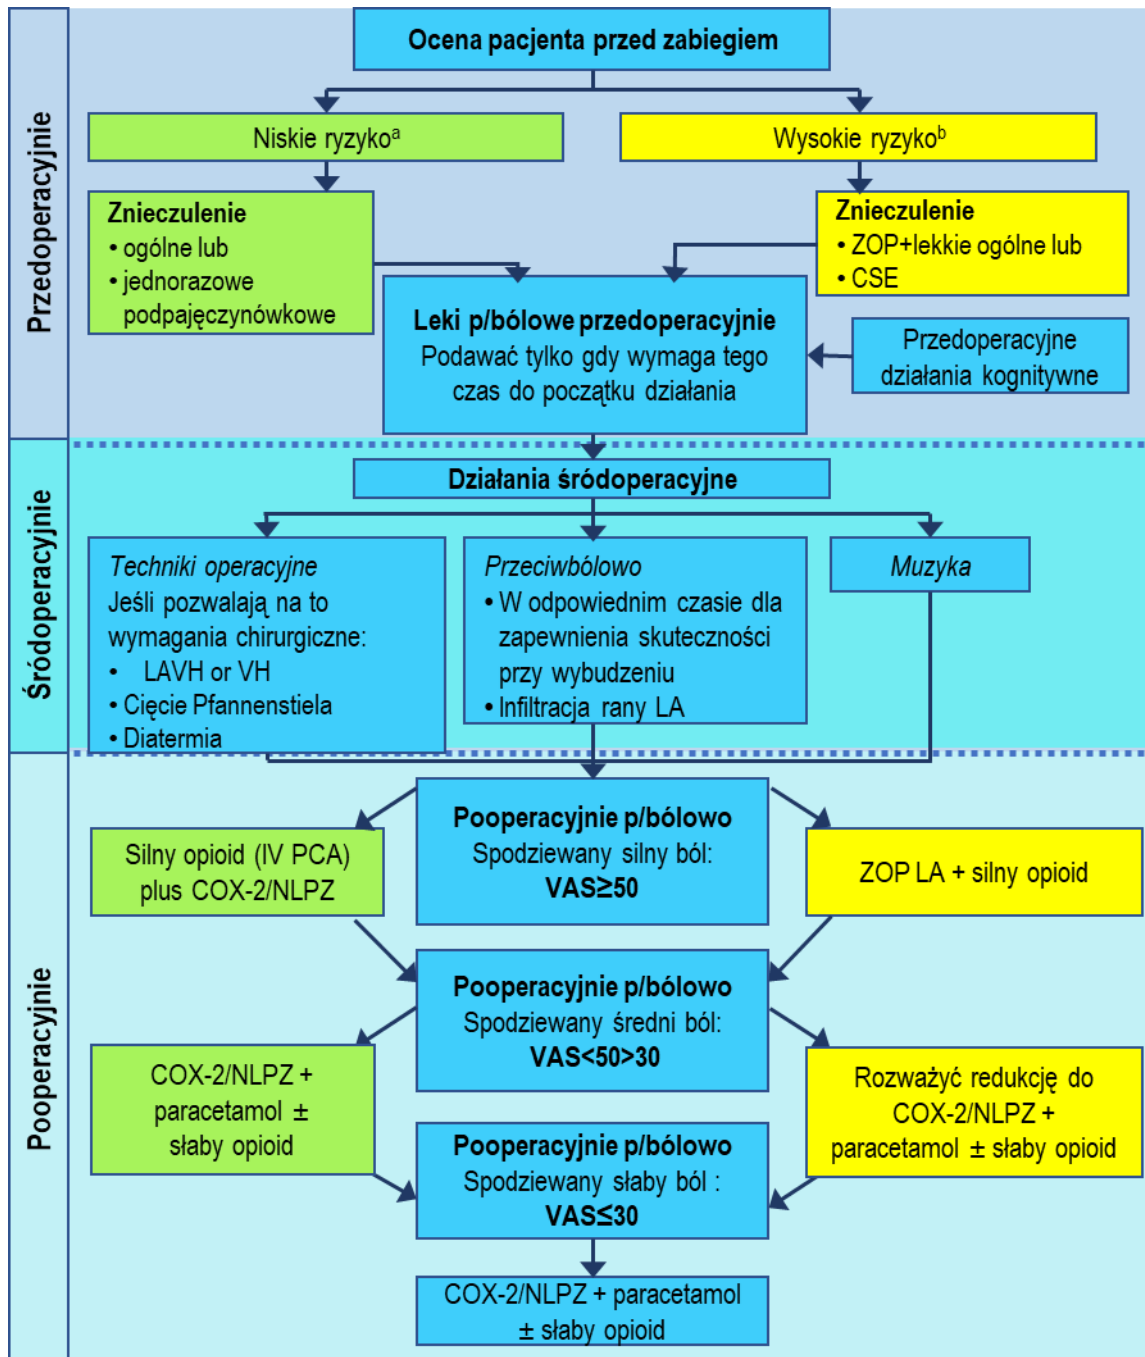 Przedoperacyjnie
Ocena pacjenta przed zabiegiem
Niskie ryzykoᵃ
Wysokie ryzykoᵇ
Znieczulenie
• ogólne lub
• jednorazowe
podpajęczynówkowe
Znieczulenie
• ZOP+lekkie ogólne lub
• CSE
Leki p/bólowe przedoperacyjnie
Podawać tylko gdy wymaga tego
czas do początku działania
Przedoperacyjne
działania kognitywne
Śródoperacyjnie
Działania śródoperacyjne
Techniki operacyjne
Jeśli pozwalają na to
wymagania chirurgiczne:
• LAVH or VH
• Cięcie Pfannenstiela
• Diatermia
Przeciwbólowo
• W odpowiednim czasie dla
zapewnienia skuteczności
przy wybudzeniu
• Infiltracja rany LA
Muzyka
Pooperacyjnie
Pooperacyjnie p/bólowo
Spodziewany silny ból:
VAS≥50
Silny opioid (IV PCA)
plus COX-2/NLPZ
ZOP LA + silny opioid
Pooperacyjnie p/bólowo
Spodziewany średni ból:
VAS<50>30
COX-2/NLPZ +
paracetamol ±
słaby opioid
Rozważyć redukcję do
COX-2/NLPZ +
paracetamol ± słaby opioid
Pooperacyjnie p/bólowo
Spodziewany słaby ból :
VAS≤30
COX-2/NLPZ + paracetamol
± słaby opioid